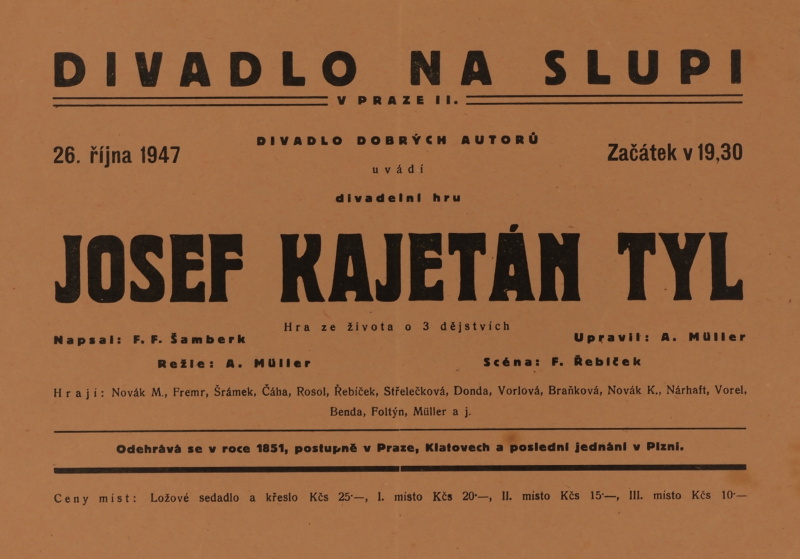 DIVADLO NA SLUPI
V PRAZE II.
26. října 1947
DIVADLO DOBRÝCH AUTORŮ
Začátek v 19,30
uvádí
divadelní hru
JOSEF KAJETÁN TYL
Hra ze života o 3 dějstvích
Napsal: F. F. Šamberk
Upravil: A. Müller
Režie: A. Müller
Scéna: F. Řebíček
Hrají: Novák M., Fremr, Šrámek, Čáha, Rosol, Řebíček, Střelečková, Donda, Vorlová, Braňková, Novák K., Nárhaft, Vorel,
Benda, Foltýn, Müller a j.
Odehrává se v roce 1851, postupně v Praze, Klatovech a poslední jednání v Plzni.
Ceny míst: Ložové sedadlo a křeslo Kčs 25·—, I. místo Kčs 20·—, II. místo Kčs 15·—, III. místo Kčs 10·—